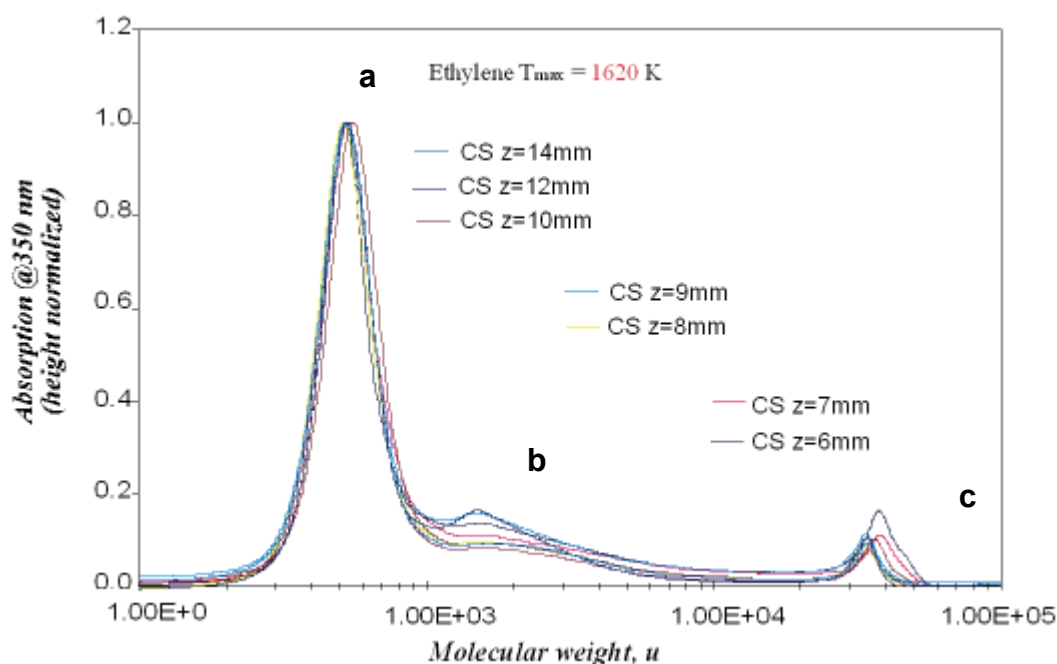 1.2
a
Ethylene Tmax = 1620 K
1.0
CS z=14mm
CS z=12mm
CS z=10mm
0.8
Absorption @350 nm
(height normalized)
0.6
CS z=9mm
CS z=8mm
0.4
CS z=7mm
CS z=6mm
b
c
0.2
0.0
1.00E+0
1.00E+03
1.00E+04
1.00E+05
Molecular weight, u